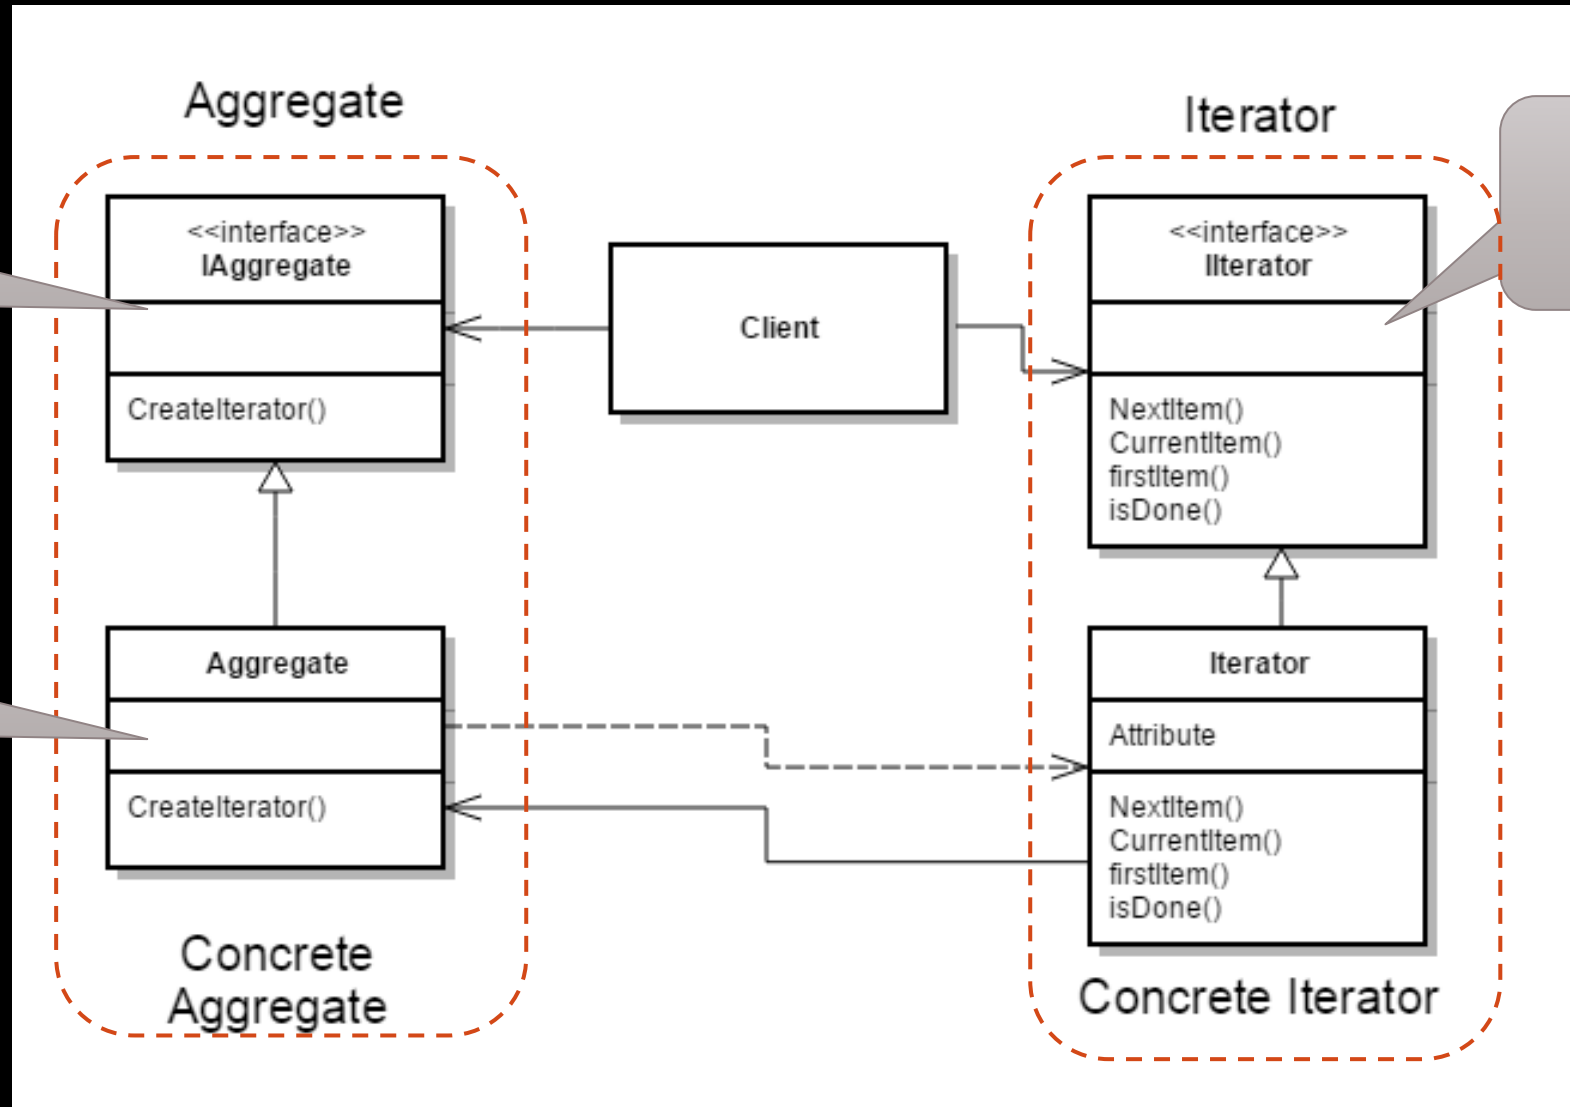 Aggregate
<<interface>>
IAggregate
CreateIterator()
Aggregate
CreateIterator()
Concrete
Aggregate
Client
Iterator
<<interface>>
IIterator
NextItem()
CurrentItem()
firstItem()
isDone()
Iterator
Attribute
NextItem()
CurrentItem()
firstItem()
isDone()
Concrete Iterator